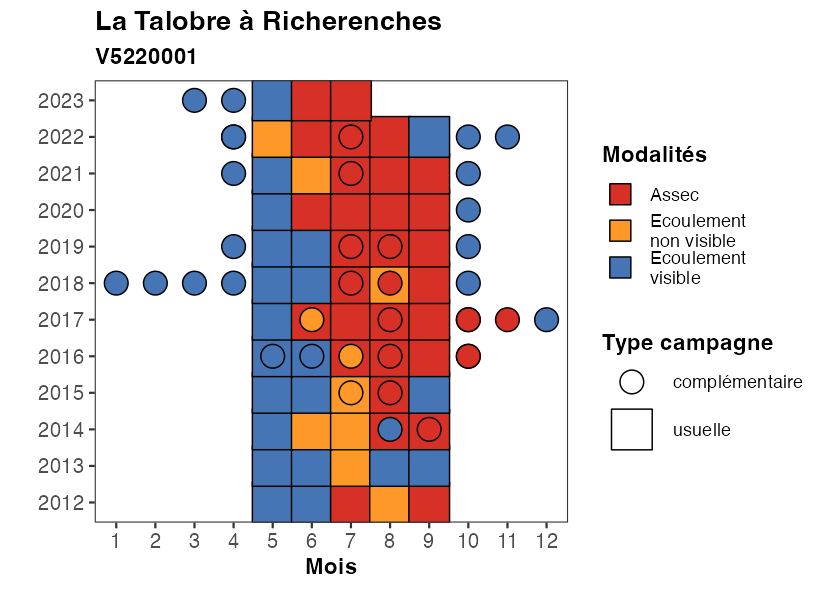 La Talobre à Richerenches
V5220001
2023
2022
2021
2020
2019
2018
2017
2016
2015
2014
2013
2012
1 2 3 4 5 6 7 8 9 10 11 12
Mois
Modalités
Assec
Ecoulement
non visible
Ecoulement
visible
Type campagne
complémentaire
usuelle